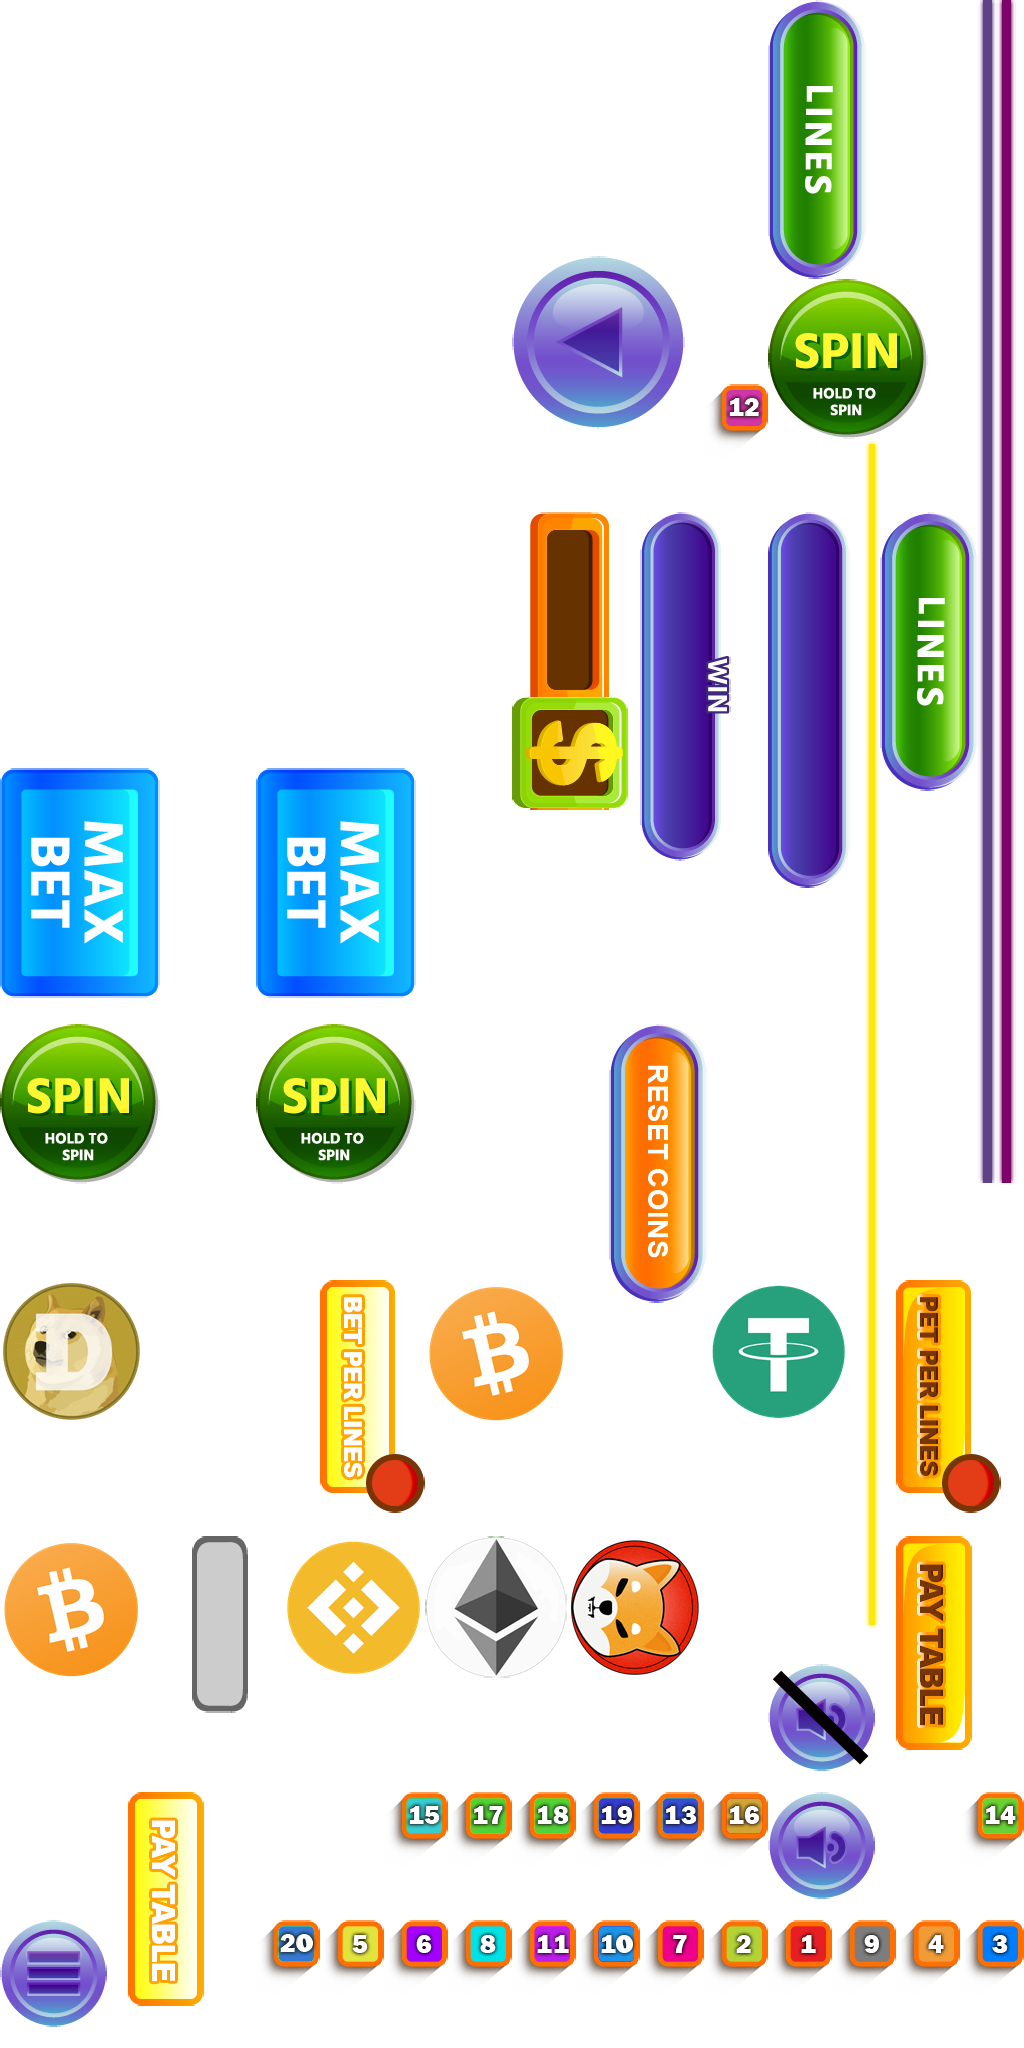 LINES
SPIN
HOLD TO
SPIN
12
WIN
LINES
$
MAX
BET
MAX
BET
SPIN
HOLD TO
SPIN
SPIN
HOLD TO
SPIN
RESET COINS
D
BET PER LINES
₿
T
PET PER LINES
₿
PAY TABLE
15
17
18
19
13
16
14
PAY TABLE
20
5
6
8
11
10
7
2
1
9
4
3